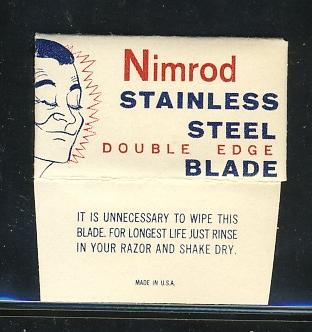 Nimrod
STAINLESS
STEEL
DOUBLE EDGE
BLADE
IT IS UNNECESSARY TO WIPE THIS
BLADE. FOR LONGEST LIFE JUST RINSE
IN YOUR RAZOR AND SHAKE DRY.
MADE IN U.S.A.